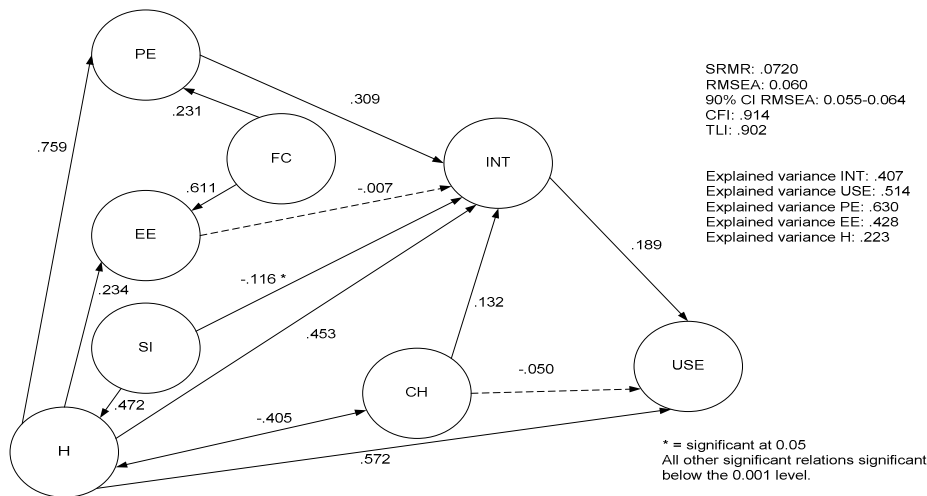 PE
.309
.231
FC
INT
.759
.611
-.007
EE
-.116 *
.234
.189
.132
SI
.453
USE
-.050
CH
.472
-.405
H
.572
SRMR: .0720
RMSEA: 0.060
90% CI RMSEA: 0.055-0.064
CFI: .914
TLI: .902
Explained variance INT: .407
Explained variance USE: .514
Explained variance PE: .630
Explained variance EE: .428
Explained variance H: .223
* = significant at 0.05
All other significant relations significant
below the 0.001 level.